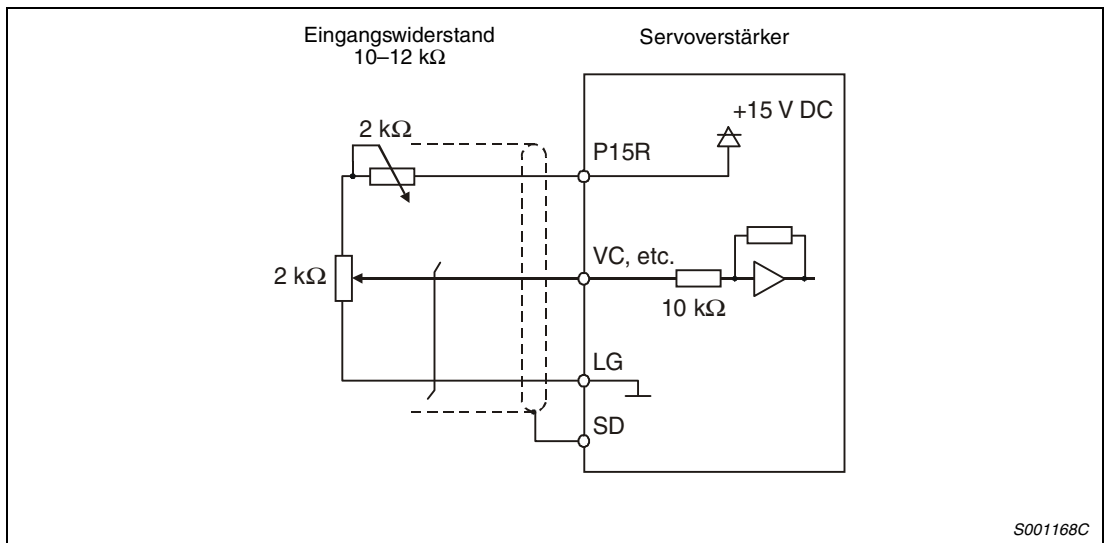 Eingangswiderstand
10–12 kΩ
Servoverstärker
+15 V DC
2 kΩ
P15R
VC, etc.
2 kΩ
10 kΩ
LG
SD
S001168C